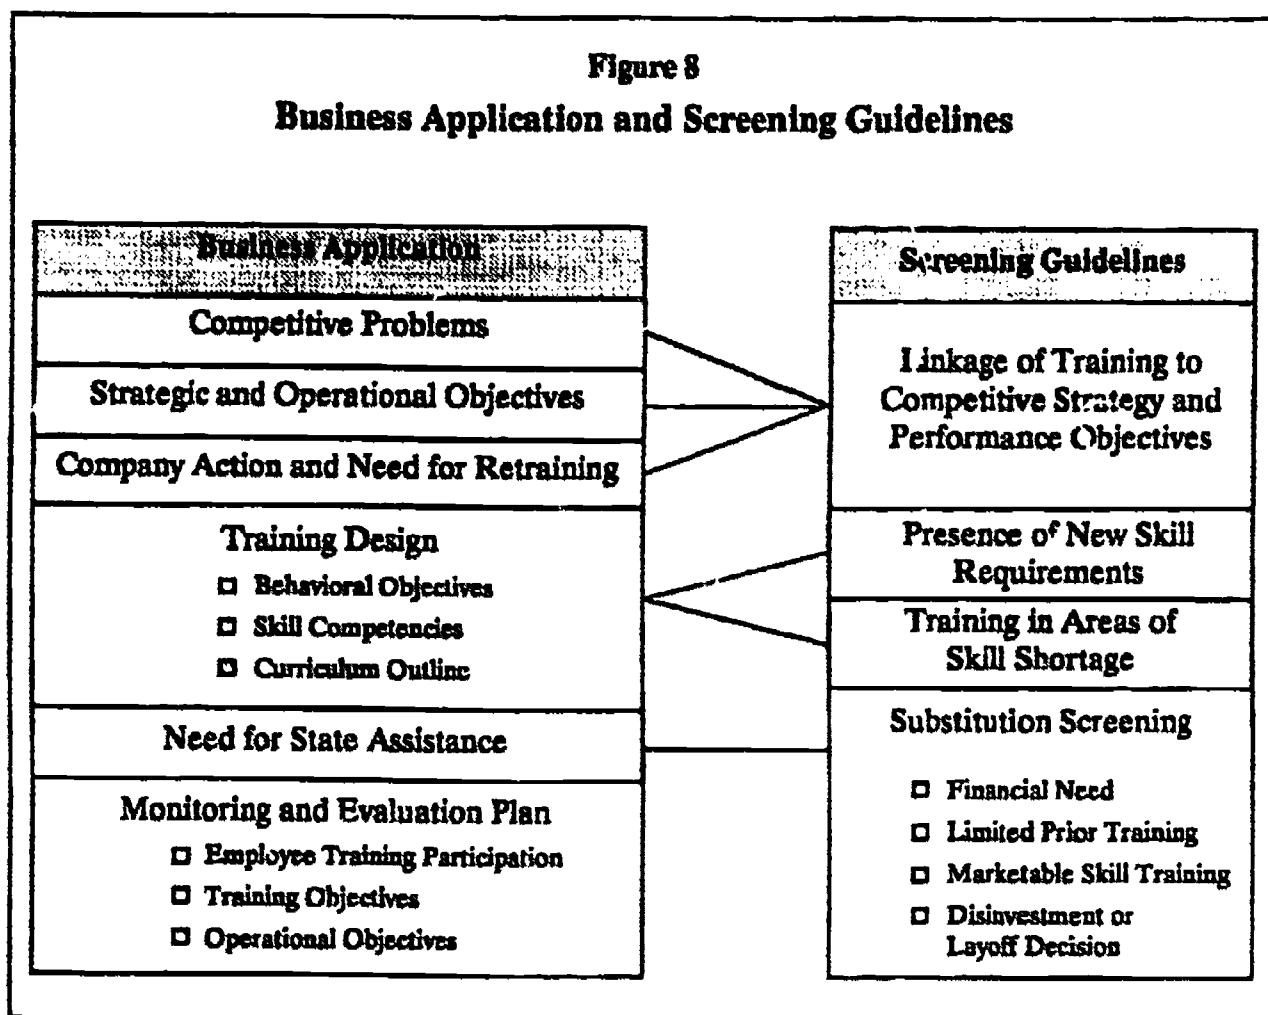 Figure 8
Business Application and Screening Guidelines
Business Application
Competitive Problems
Strategic and Operational Objectives
Company Action and Need for Retraining
Training Design
Behavioral Objectives
Skill Competencies
Curriculum Outline
Need for State Assistance
Monitoring and Evaluation Plan
Employee Training Participation
Training Objectives
Operational Objectives
Screening Guidelines
Linkage of Training to
Competitive Strategy and
Performance Objectives
Presence of New Skill
Requirements
Training in Areas of
Skill Shortage
Substitution Screening
Financial Need
Limited Prior Training
Marketable Skill Training
Disinvestment or
Layoff Decision